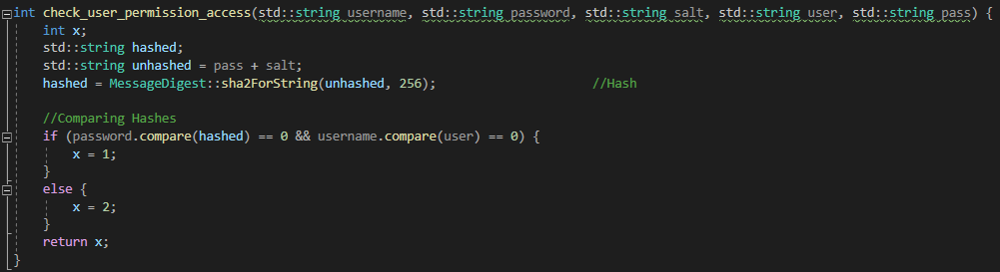 int check_user_permission_access(std::string username, std::string password, std::string salt, std::string user, std::string pass) {
int x;
std::string hashed;
std::string unhashed = pass + salt;
hashed = MessageDigest::sha2ForString(unhashed, 256); //Hash
//Comparing Hashes
if (password.compare(hashed) == 0 && username.compare(user) == 0) {
x = 1;
}
else {
x = 2;
}
return x;
}